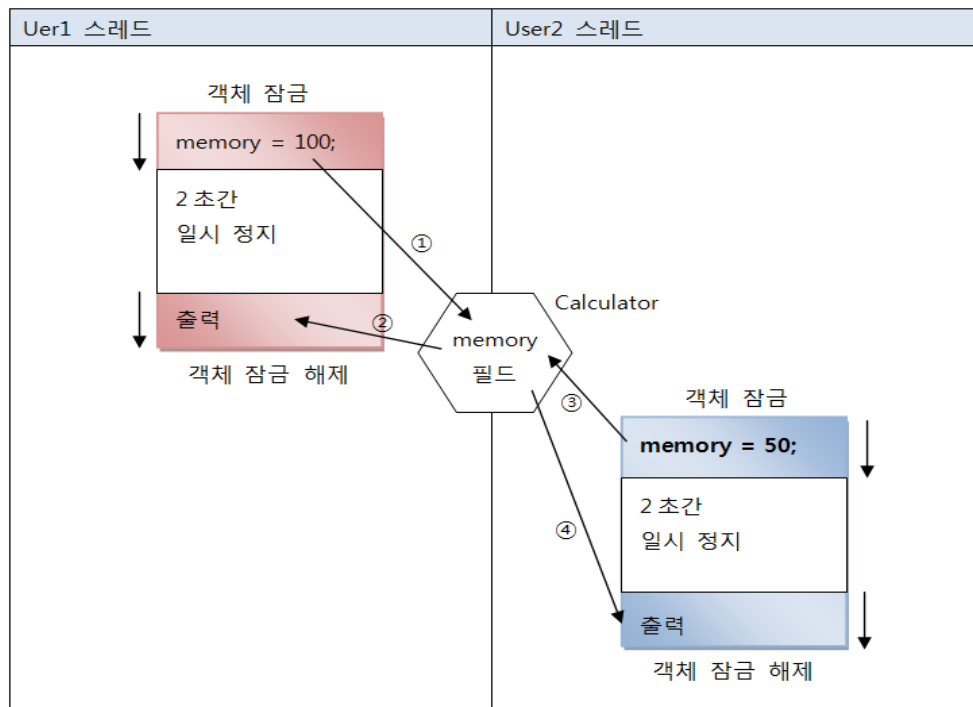 Uer1 스레드
User2 스레드
객체 잠금
memory = 100;
2초간
일시 정지
①
출력
②
객체 잠금 해제
Calculator
memory
필드
③
객체 잠금
memory = 50;
2초간
일시 정지
④
출력
객체 잠금 해제